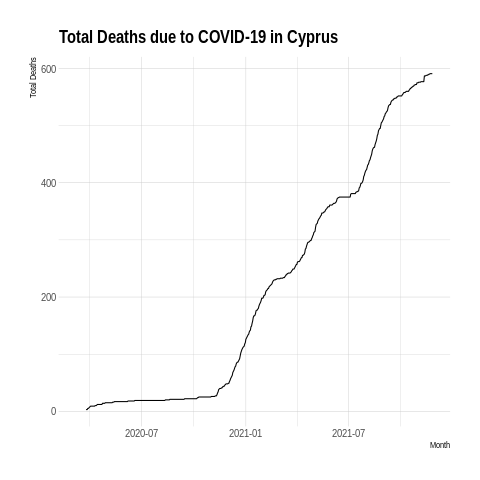 Total Deaths due to COVID-19 in Cyprus
Total Deaths
600
400
200
0
2020-07
2021-01
2021-07
Month